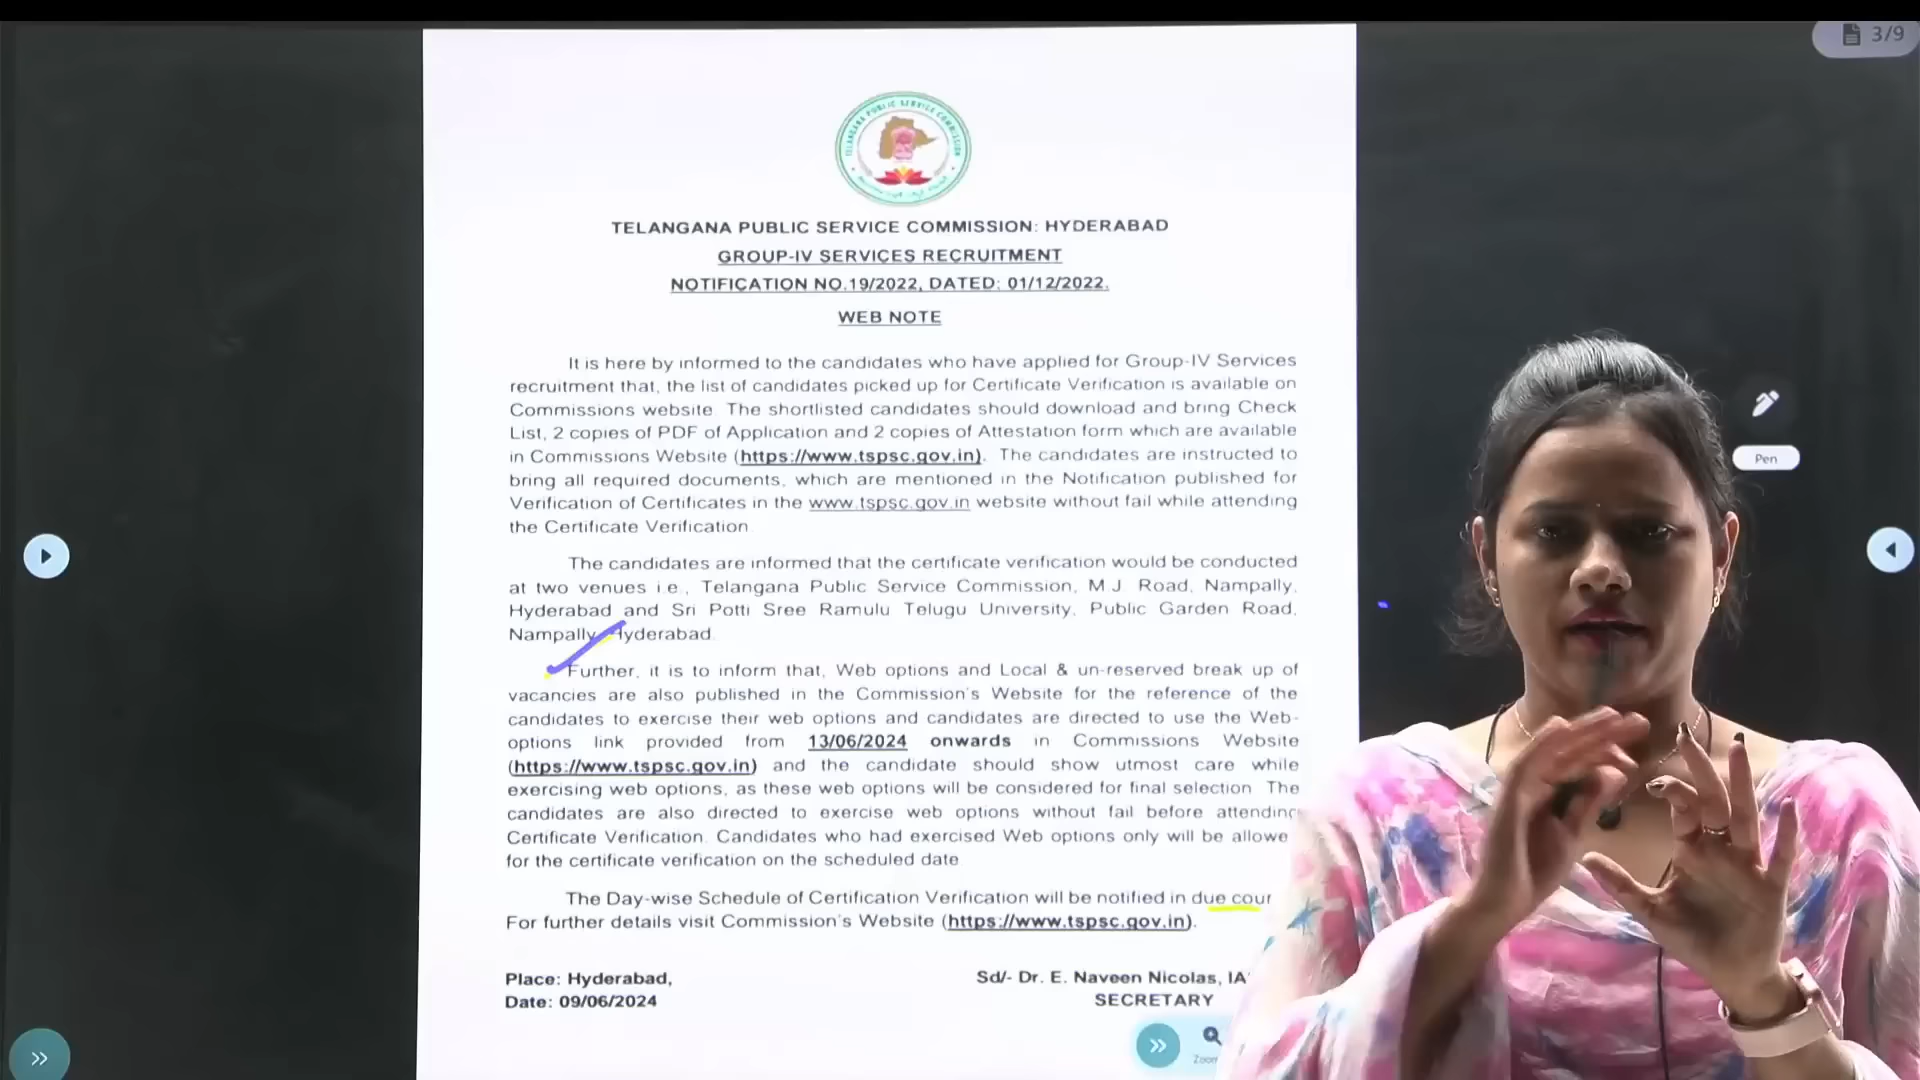 3/9
TELANGANA PUBLIC SERVICE COMMISSION
TELANGANA PUBLIC SERVICE COMMISSION: HYDERABAD
GROUP-IV SERVICES RECRUITMENT
NOTIFICATION NO.19/2022, DATED: 01/12/2022.
WEB NOTE
It is here by informed to the candidates who have applied for Group-IV Services
recruitment that, the list of candidates picked up for Certificate Verification is available on
Commissions website. The shortlisted candidates should download and bring Check
List, 2 copies of PDF of Application and 2 copies of Attestation form which are available
in Commissions Website (https://www.tspsc.gov.in). The candidates are instructed to
bring all required documents, which are mentioned in the Notification published for
Verification of Certificates in the www.tspsc.gov.in website without fail while attending
the Certificate Verification.
The candidates are informed that the certificate verification would be conducted
at two venues i.e., Telangana Public Service Commission, M.J. Road, Nampally,
Hyderabad and Sri Potti Sree Ramulu Telugu University, Public Garden Road,
Nampally, Hyderabad.
Further, it is to inform that, Web options and Local & un-reserved break up of
vacancies are also published in the Commission's Website for the reference of the
candidates to exercise their web options and candidates are directed to use the Web-
options link provided from 13/06/2024 onwards in Commissions Website
(https://www.tspsc.gov.in) and the candidate should show utmost care while
exercising web options, as these web options will be considered for final selection. The
candidates are also directed to exercise web options without fail before attending
Certificate Verification. Candidates who had exercised Web options only will be allowe
for the certificate verification on the scheduled date
The Day-wise Schedule of Certification Verification will be notified in due cour
For further details visit Commission's Website (https://www.tspsc.gov.in).
Place: Hyderabad,
Date: 09/06/2024
Sd/- Dr. E. Naveen Nicolas, IA
SECRETARY
Pen
Zoom